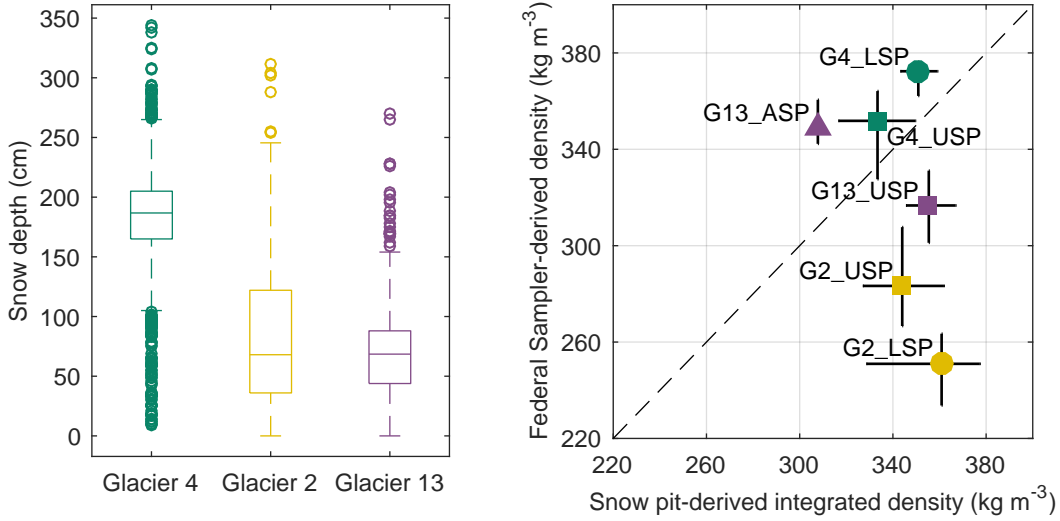 Snow depth (cm)
350
300
250
200
150
100
50
0
Glacier 4 Glacier 2 Glacier 13
Federal Sampler-derived density (kg m-3)
380
340
300
260
220
G4_LSP
G13_ASP
G4_USP
G13_USP
G2_USP
G2_LSP
220 260 300 340 380
Snow pit-derived integrated density (kg m-3)